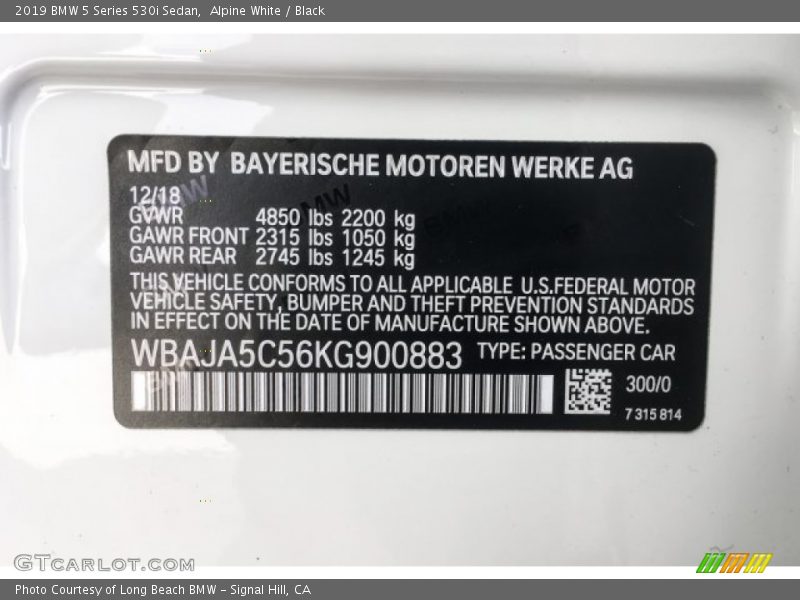 2019 BMW 5 Series 530i Sedan,  Alpine White / Black
MFD BY BAYERISCHE MOTOREN WERKE AG
12/18
GVWR 4850 lbs 2200 kg
GAWR FRONT 2315 lbs 1050 kg
GAWR REAR 2745 lbs 1245 kg
THIS VEHICLE CONFORMS TO ALL APPLICABLE U.S.FEDERAL MOTOR
VEHICLE SAFETY, BUMPER AND THEFT PREVENTION STANDARDS
IN EFFECT ON THE DATE OF MANUFACTURE SHOWN ABOVE.
WBAJA5C56KG900883 TYPE: PASSENGER CAR
300/0
7 315 814
GTCarLot.com
Photo Courtesy of Long Beach BMW - Signal Hill, CA